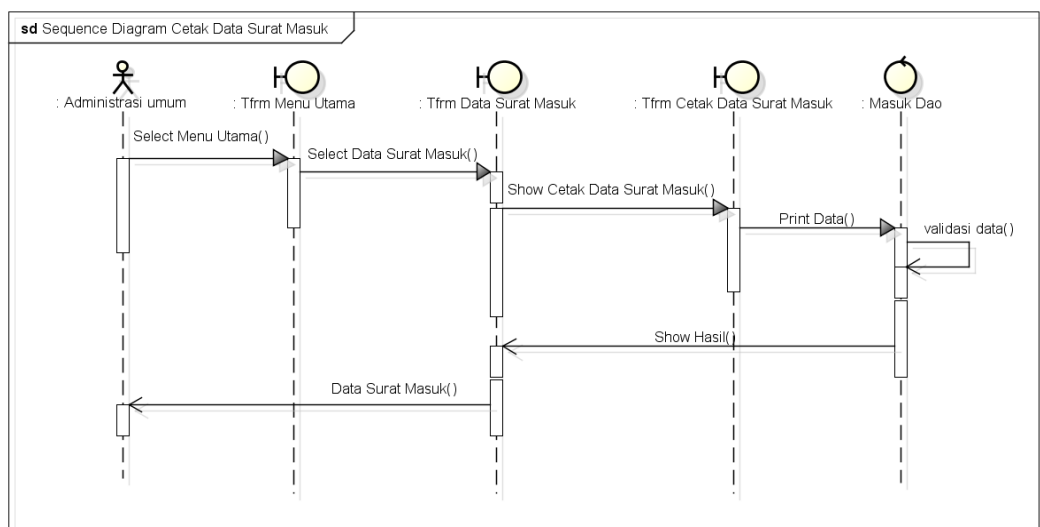 sd Sequence Diagram Cetak Data Surat Masuk
: Administrasi umum
: Tfrm Menu Utama
: Tfrm Data Surat Masuk
: Tfrm Cetak Data Surat Masuk
: Masuk Dao
Select Menu Utama()
Select Data Surat Masuk()
Show Cetak Data Surat Masuk()
Print Data()
validasi data()
Show Hasil()
Data Surat Masuk()